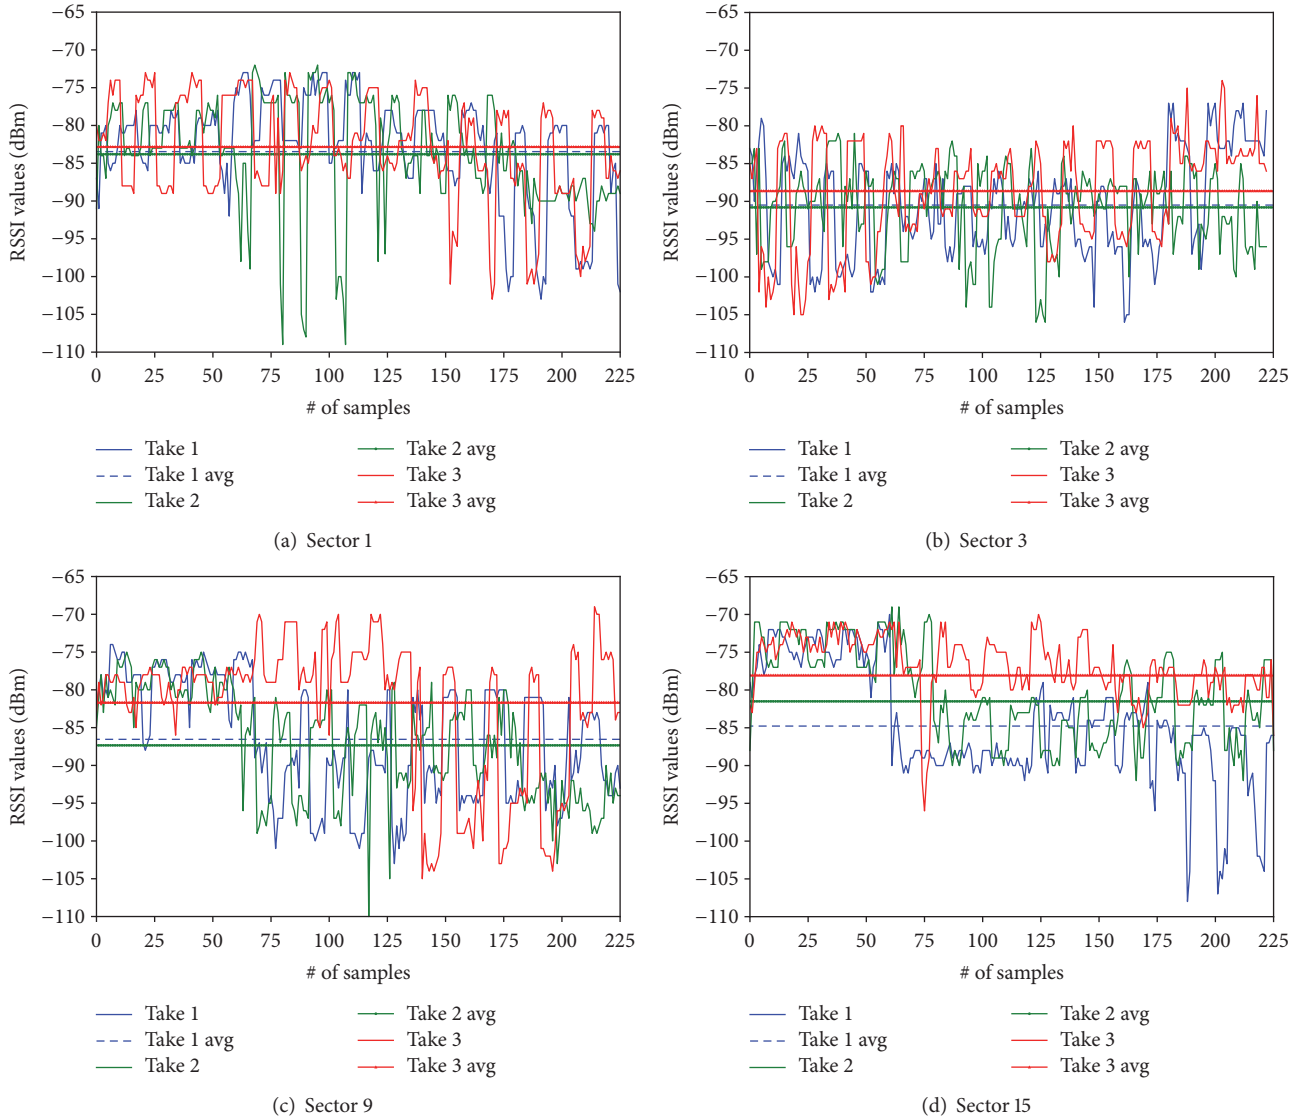 −65
−70
−75
−80
−85
−90
−95
−100
−105
−110
RSSI values (dBm)
0 25 50 75 100 125 150 175 200 225
# of samples
Take 1
Take 1 avg
Take 2
Take 2 avg
Take 3
Take 3 avg
(a) Sector 1
−65
−70
−75
−80
−85
−90
−95
−100
−105
−110
RSSI values (dBm)
0 25 50 75 100 125 150 175 200 225
# of samples
Take 1
Take 1 avg
Take 2
Take 2 avg
Take 3
Take 3 avg
(b) Sector 3
−65
−70
−75
−80
−85
−90
−95
−100
−105
−110
RSSI values (dBm)
0 25 50 75 100 125 150 175 200 225
# of samples
Take 1
Take 1 avg
Take 2
Take 2 avg
Take 3
Take 3 avg
(c) Sector 9
−65
−70
−75
−80
−85
−90
−95
−100
−105
−110
RSSI values (dBm)
0 25 50 75 100 125 150 175 200 225
# of samples
Take 1
Take 1 avg
Take 2
Take 2 avg
Take 3
Take 3 avg
(d) Sector 15